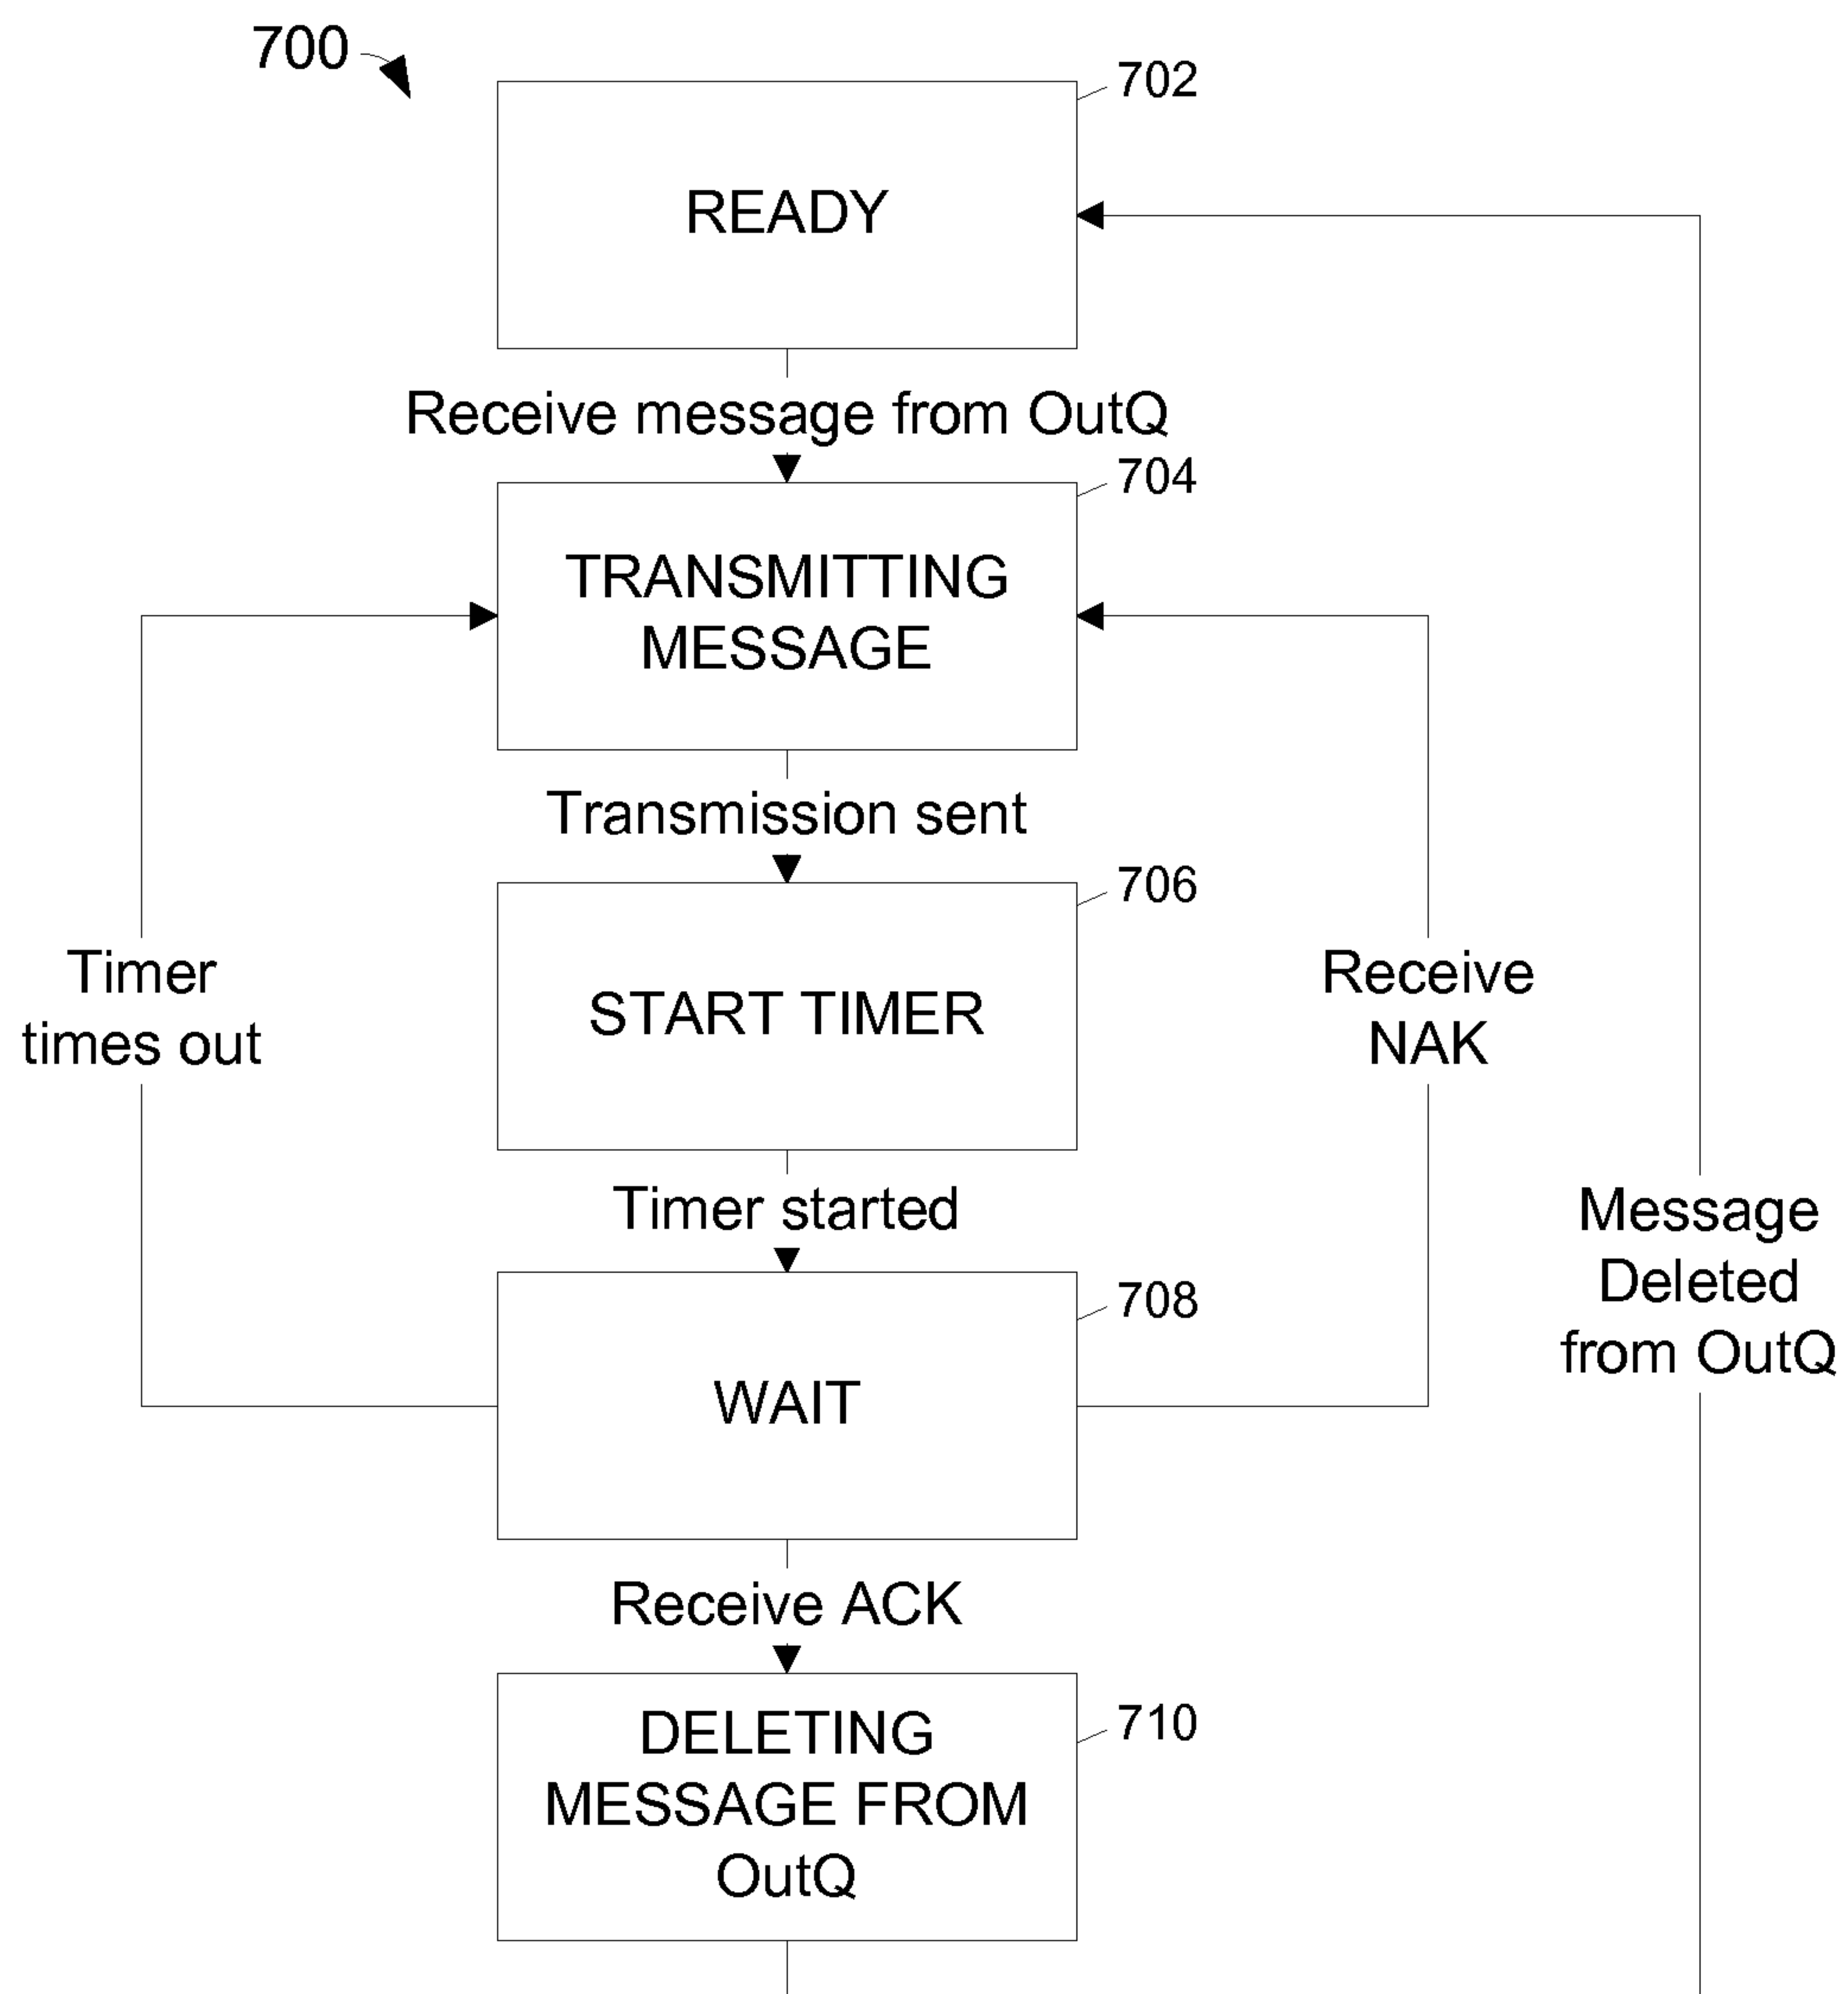 700
702
READY
Receive message from OutQ
704
TRANSMITTING
MESSAGE
Transmission sent
706
Timer
times out
START TIMER
Receive
NAK
Timer started
Message
Deleted
from OutQ
708
WAIT
Receive ACK
710
DELETING
MESSAGE FROM
OutQ